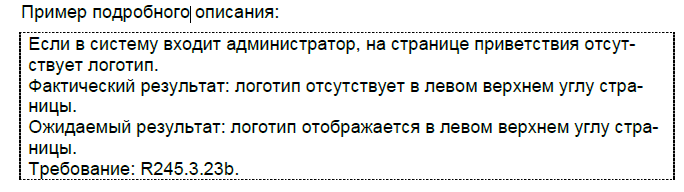 Пример подробного описания:
Если в систему входит администратор, на странице приветствия отсут-
ствует логотип.
Фактический результат: логотип отсутствует в левом верхнем углу стра-
ницы.
Ожидаемый результат: логотип отображается в левом верхнем углу стра-
ницы.
Требование: R245.3.23b.